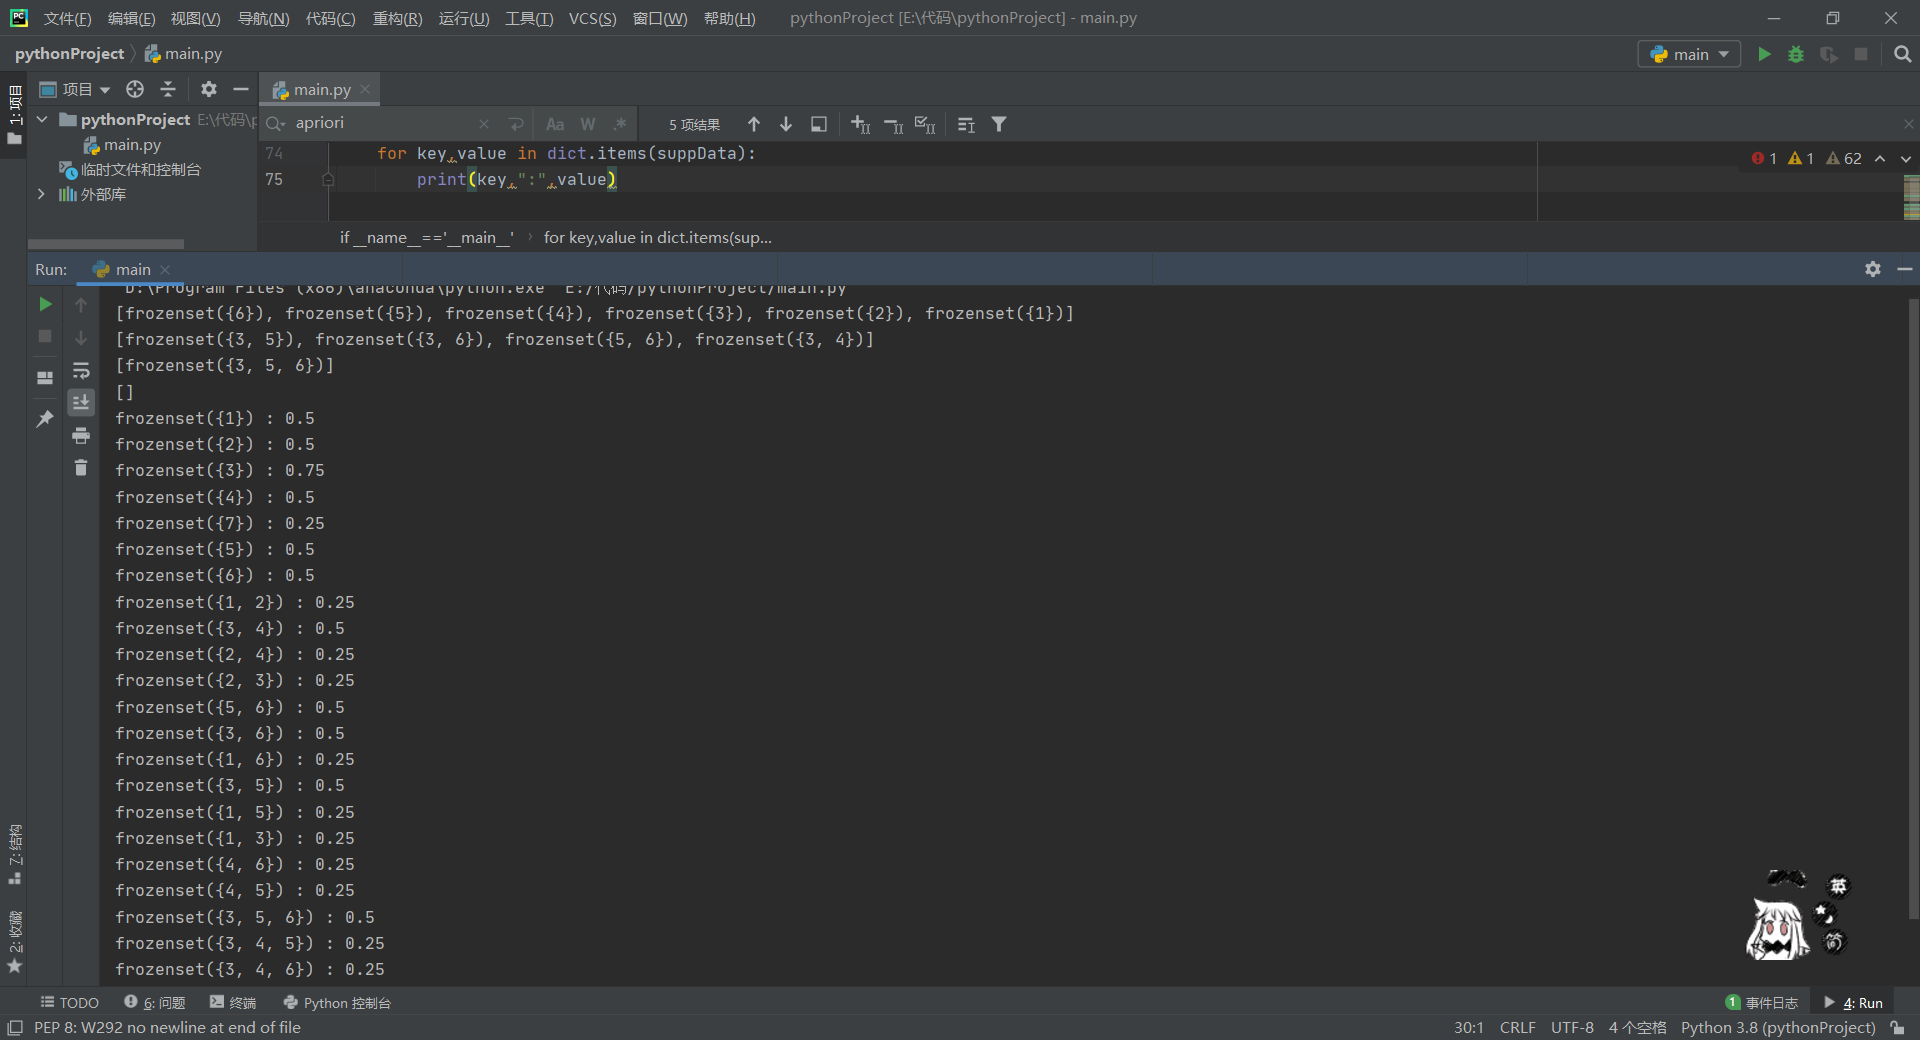 文件(F) 编辑(E) 视图(V) 导航(N) 代码(C) 重构(R) 运行(U) 工具(T) VCS(S) 窗口(W) 帮助(H) pythonProject [E:\代码\pythonProject] - main.py
pythonProject main.py
main
1: 项目
项目
main.py
pythonProject E:\代码\p
main.py
临时文件和控制台
外部库
apriori
Aa W .*
5 项结果
74 for key,value in dict.items(suppData):
75 print(key,":",value)
1 1 62
if __name__=='__main__' › for key,value in dict.items(sup...
Run: main
D:\Program Files (x86)\anaconda\python.exe" E:/代码/pythonProject/main.py
[frozenset({6}), frozenset({5}), frozenset({4}), frozenset({3}), frozenset({2}), frozenset({1})]
[frozenset({3, 5}), frozenset({3, 6}), frozenset({5, 6}), frozenset({3, 4})]
[frozenset({3, 5, 6})]
[]
frozenset({1}) : 0.5
frozenset({2}) : 0.5
frozenset({3}) : 0.75
frozenset({4}) : 0.5
frozenset({7}) : 0.25
frozenset({5}) : 0.5
frozenset({6}) : 0.5
frozenset({1, 2}) : 0.25
frozenset({3, 4}) : 0.5
frozenset({2, 4}) : 0.25
frozenset({2, 3}) : 0.25
frozenset({5, 6}) : 0.5
frozenset({3, 6}) : 0.5
frozenset({1, 6}) : 0.25
frozenset({3, 5}) : 0.5
frozenset({1, 5}) : 0.25
frozenset({1, 3}) : 0.25
frozenset({4, 6}) : 0.25
frozenset({4, 5}) : 0.25
frozenset({3, 5, 6}) : 0.5
frozenset({3, 4, 5}) : 0.25
frozenset({3, 4, 6}) : 0.25
7: 结构
2: 收藏
英
TODO 6: 问题 终端 Python 控制台
1 事件日志 4: Run
PEP 8: W292 no newline at end of file
30:1 CRLF UTF-8 4 个空格 Python 3.8 (pythonProject)